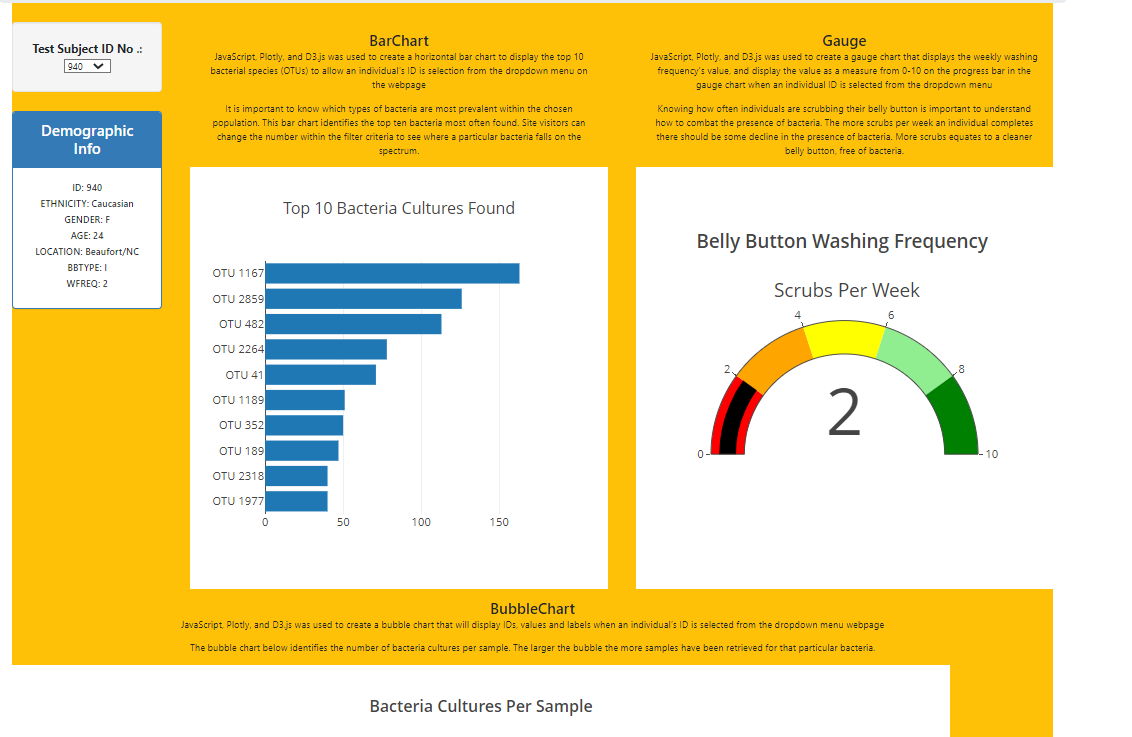 Test Subject ID No .:
940
Demographic
Info
ID: 940
ETHNICITY: Caucasian
GENDER: F
AGE: 24
LOCATION: Beaufort/NC
BBTYPE: I
WFREQ: 2
BarChart
JavaScript, Plotly, and D3.js was used to create a horizontal bar chart to display the top 10
bacterial species (OTUs) to allow an individual's ID is selection from the dropdown menu on
the webpage
It is important to know which types of bacteria are most prevalent within the chosen
population. This bar chart identifies the top ten bacteria most often found. Site visitors can
change the number within the filter criteria to see where a particular bacteria falls on the
spectrum.
Top 10 Bacteria Cultures Found
OTU 1167
OTU 2859
OTU 482
OTU 2264
OTU 41
OTU 1189
OTU 352
OTU 189
OTU 2318
OTU 1977
0 50 100 150
Gauge
JavaScript, Plotly, and D3.js was used to create a gauge chart that displays the weekly washing
frequency's value, and display the value as a measure from 0-10 on the progress bar in the
gauge chart when an individual ID is selected from the dropdown menu
Knowing how often individuals are scrubbing their belly button is important to understand
how to combat the presence of bacteria. The more scrubs per week an individual completes
there should be some decline in the presence of bacteria. More scrubs equates to a cleaner
belly button, free of bacteria.
Belly Button Washing Frequency
Scrubs Per Week
4 6
2 8
2
0 10
BubbleChart
JavaScript, Plotly, and D3.js was used to create a bubble chart that will display IDs, values and labels when an individual's ID is selected from the dropdown menu webpage
The bubble chart below identifies the number of bacteria cultures per sample. The larger the bubble the more samples have been retrieved for that particular bacteria.
Bacteria Cultures Per Sample